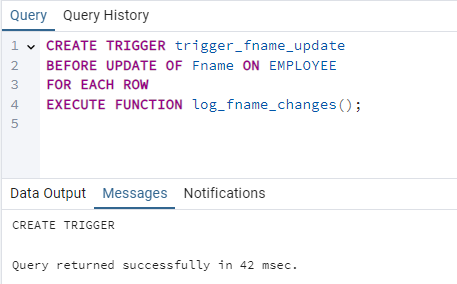 Query Query History
1 CREATE TRIGGER trigger_fname_update
2 BEFORE UPDATE OF Fname ON EMPLOYEE
3 FOR EACH ROW
4 EXECUTE FUNCTION log_fname_changes();
5
Data Output Messages Notifications
CREATE TRIGGER
Query returned successfully in 42 msec.